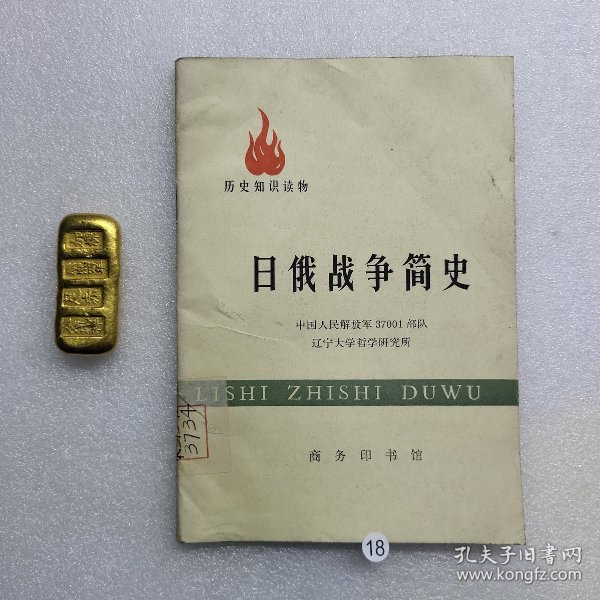 历史知识读物
日俄战争简史
中国人民解放军37001部队
辽宁大学哲学研究所
LISHI ZHISHI DUWU
3734
商务印书馆
18
孔夫子旧书网
www.kongfz.com